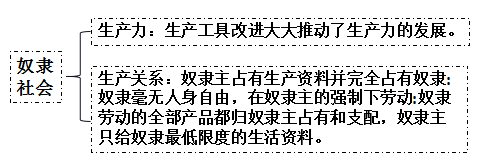 生产力：生产工具改进大大推动了生产力的发展。
奴隶
社会
生产关系：奴隶主占有生产资料并完全占有奴隶;
奴隶毫无人身自由，在奴隶主的强制下劳动;奴隶
劳动的全部产品都归奴隶主占有和支配，奴隶主
只给奴隶最低限度的生活资料。